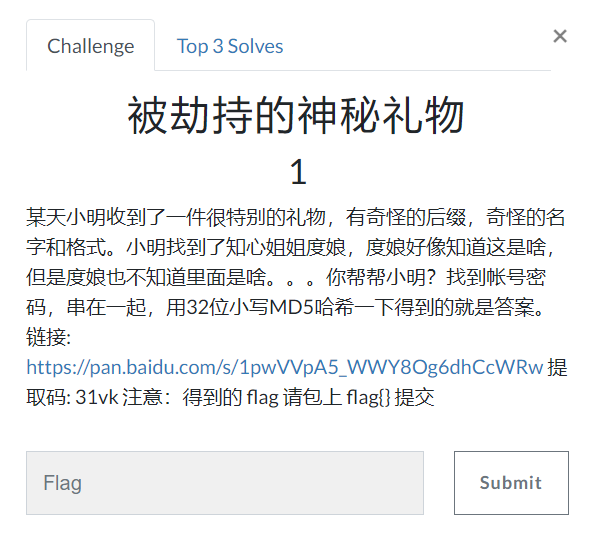 Challenge
Top 3 Solves
×
被劫持的神秘礼物
1
某天小明收到了一件很特别的礼物，有奇怪的后缀，奇怪的名
字和格式。小明找到了知心姐姐度娘，度娘好像知道这是啥，
但是度娘也不知道里面是啥。。。你帮帮小明？找到帐号密
码，串在一起，用32位小写MD5哈希一下得到的就是答案。
链接:
https://pan.baidu.com/s/1pwVVpA5_WWY8Og6dhCcWRw 提
取码: 31vk 注意：得到的 flag 请包上 flag{} 提交
Flag
Submit